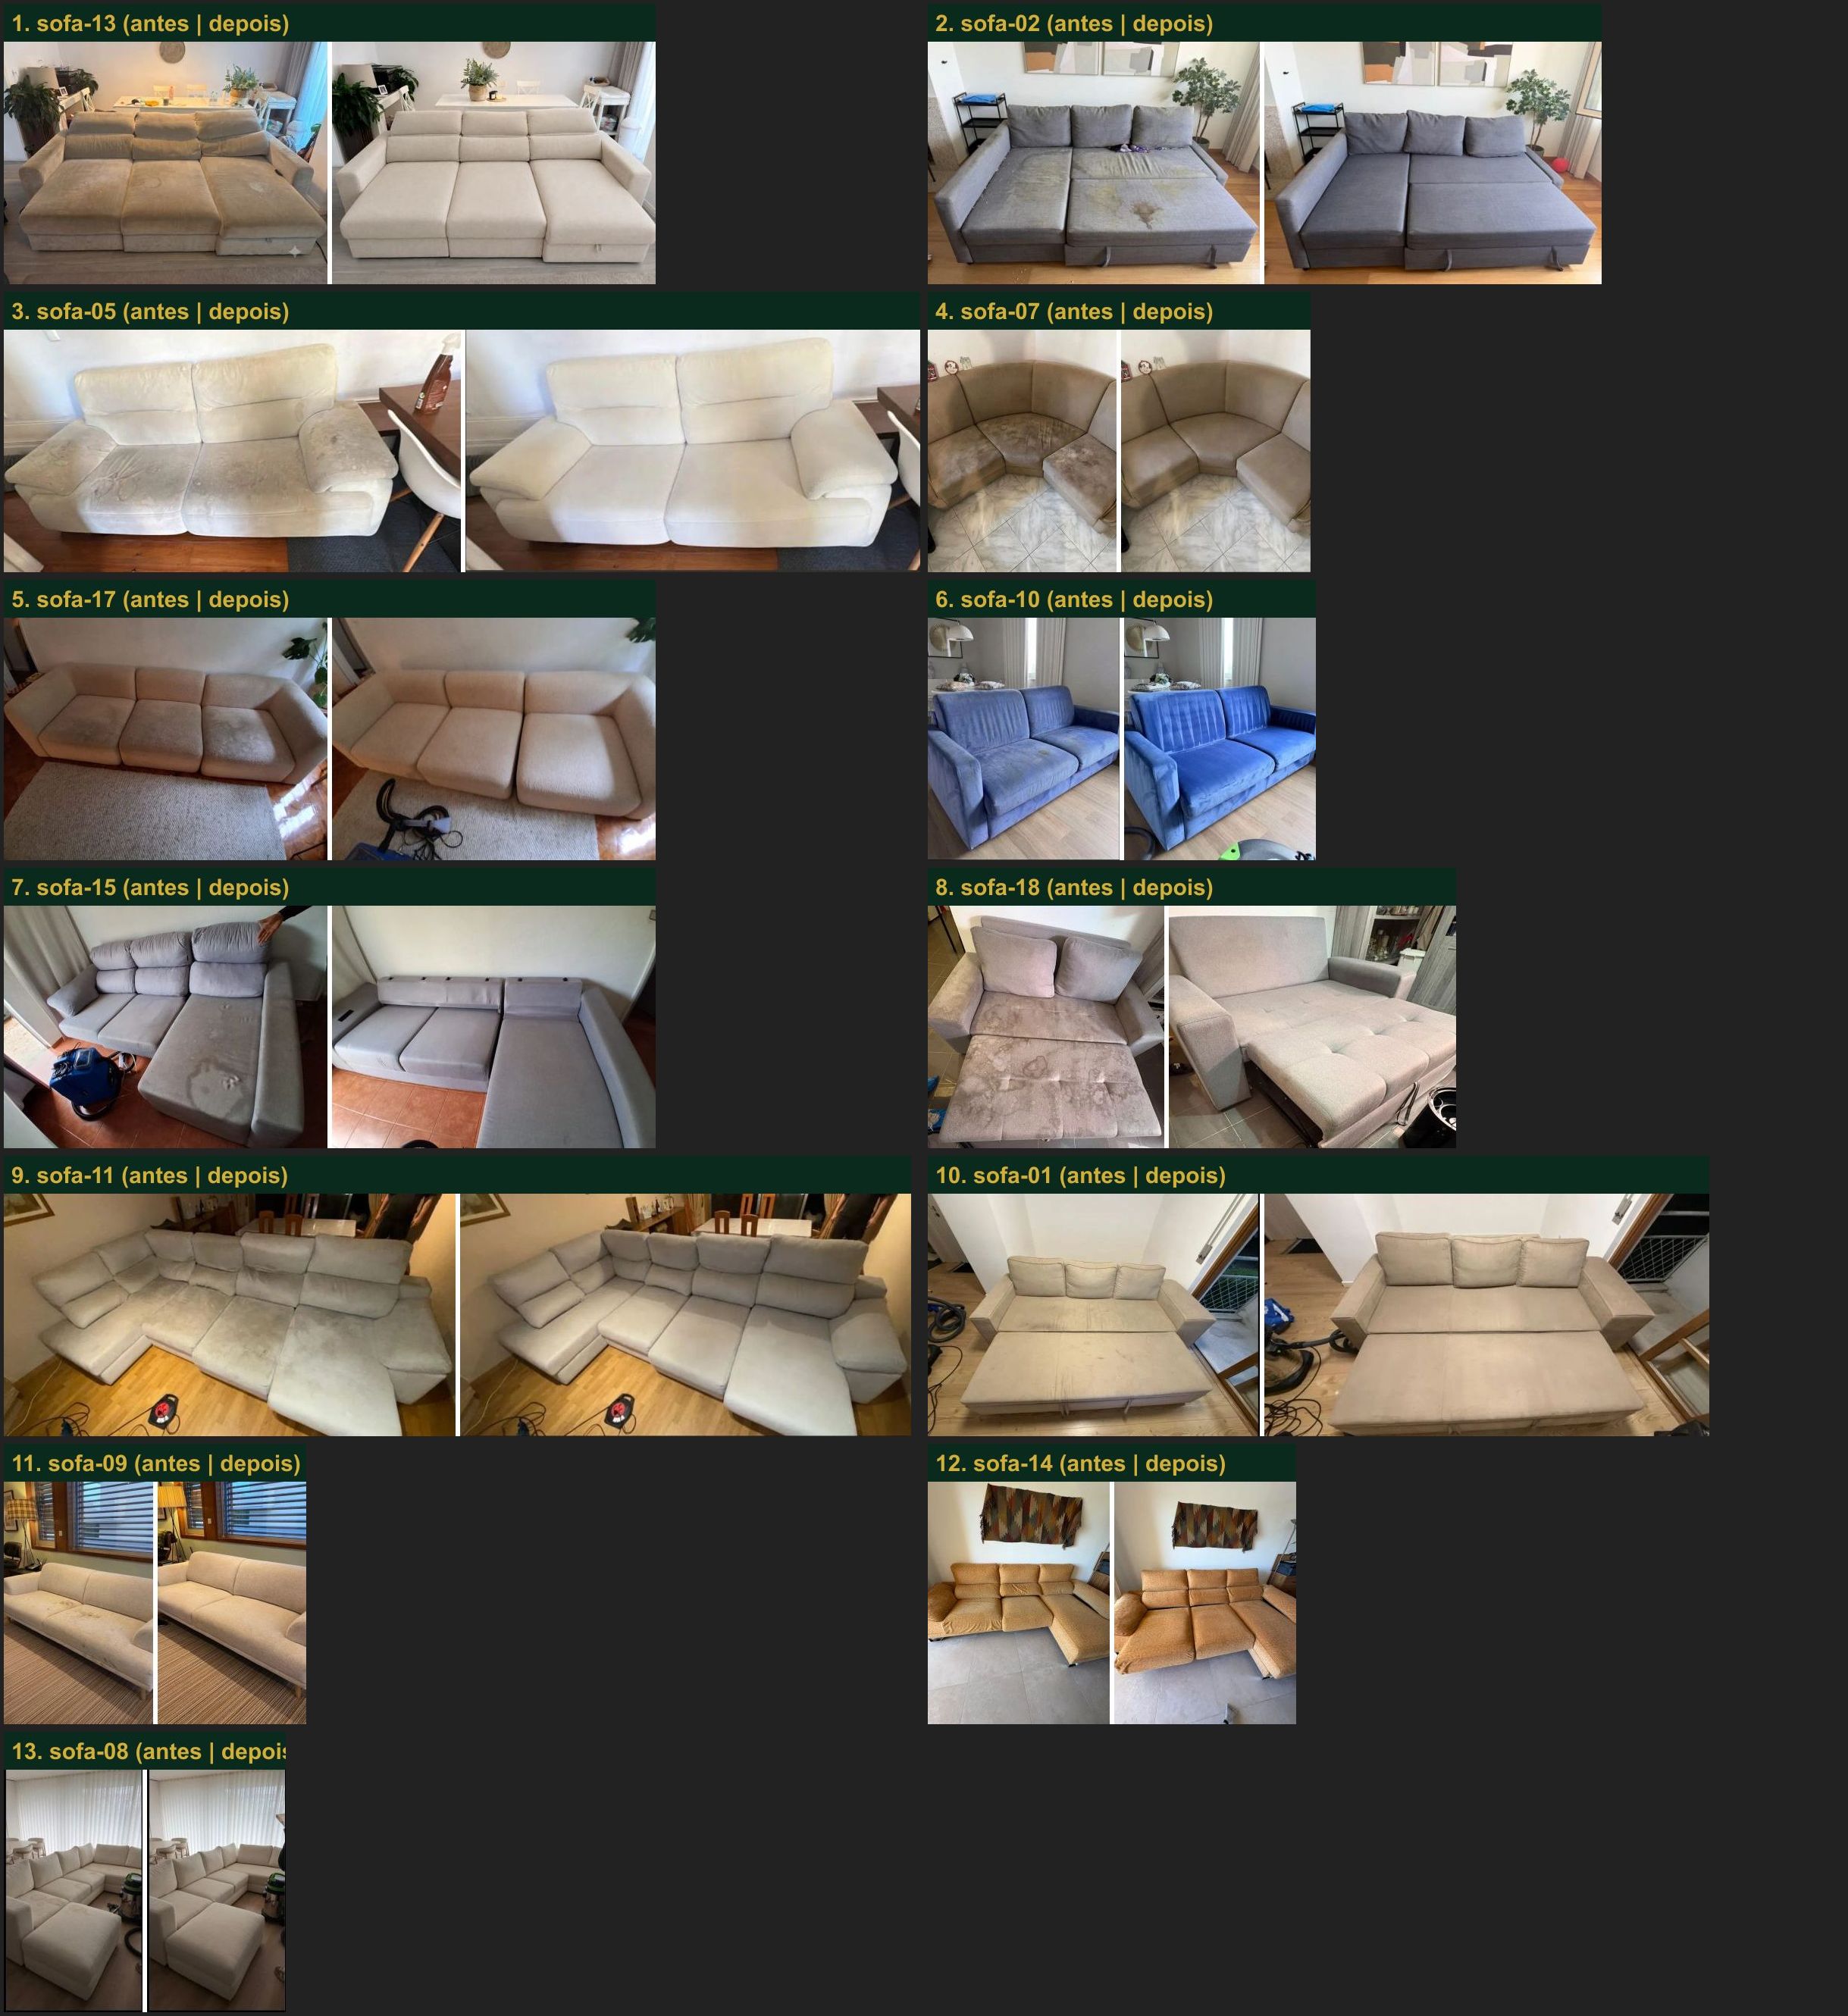 1. sofa-13 (antes | depois)
2. sofa-02 (antes | depois)
3. sofa-05 (antes | depois)
4. sofa-07 (antes | depois)
5. sofa-17 (antes | depois)
6. sofa-10 (antes | depois)
7. sofa-15 (antes | depois)
8. sofa-18 (antes | depois)
9. sofa-11 (antes | depois)
10. sofa-01 (antes | depois)
11. sofa-09 (antes | depois)
12. sofa-14 (antes | depois)
13. sofa-08 (antes | depois